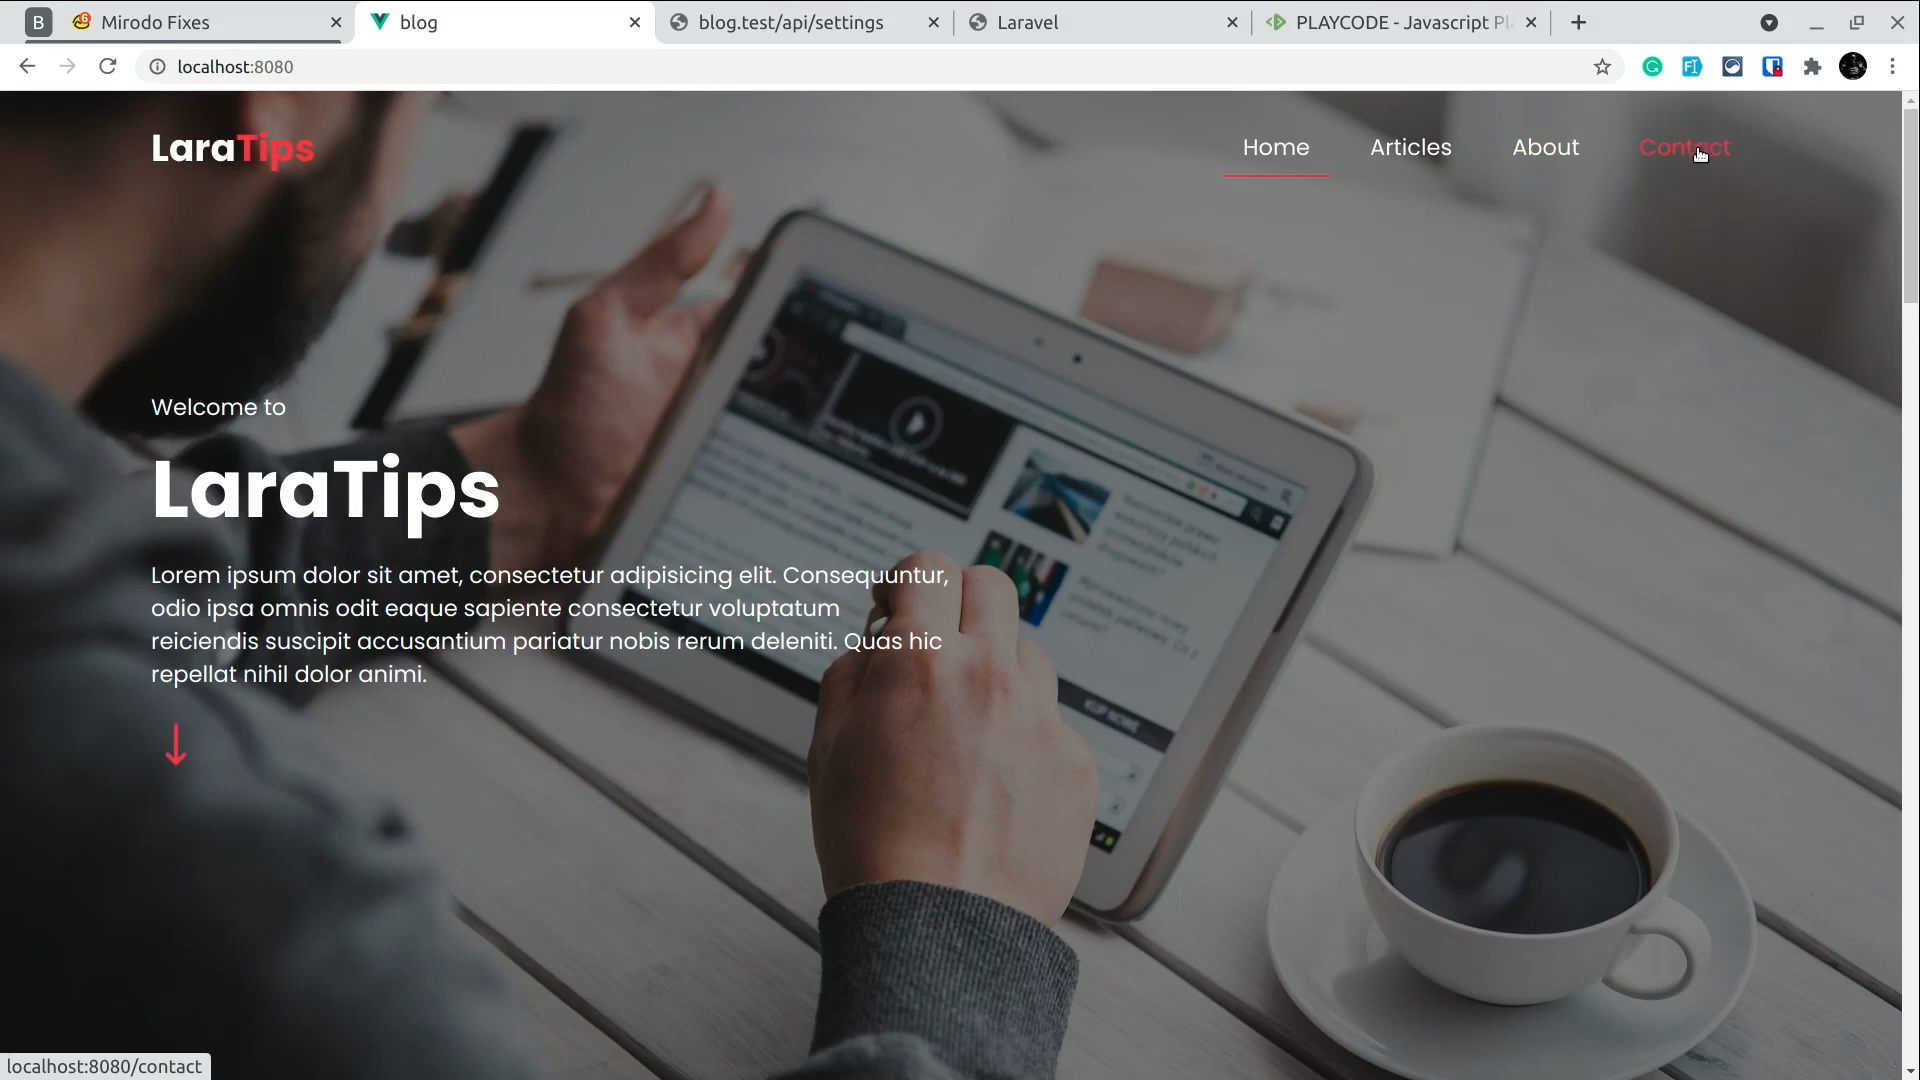 B
6
Mirodo Fixes
blog
blog.test/api/settings
Laravel
PLAYCODE - Javascript Pl
localhost:8080
LaraTips
Home
Articles
About
Contact
Welcome to
LaraTips
Lorem ipsum dolor sit amet, consectetur adipisicing elit. Consequuntur,
odio ipsa omnis odit eaque sapiente consectetur voluptatum
reiciendis suscipit accusantium pariatur nobis rerum deleniti. Quas hic
repellat nihil dolor animi.
localhost:8080/contact